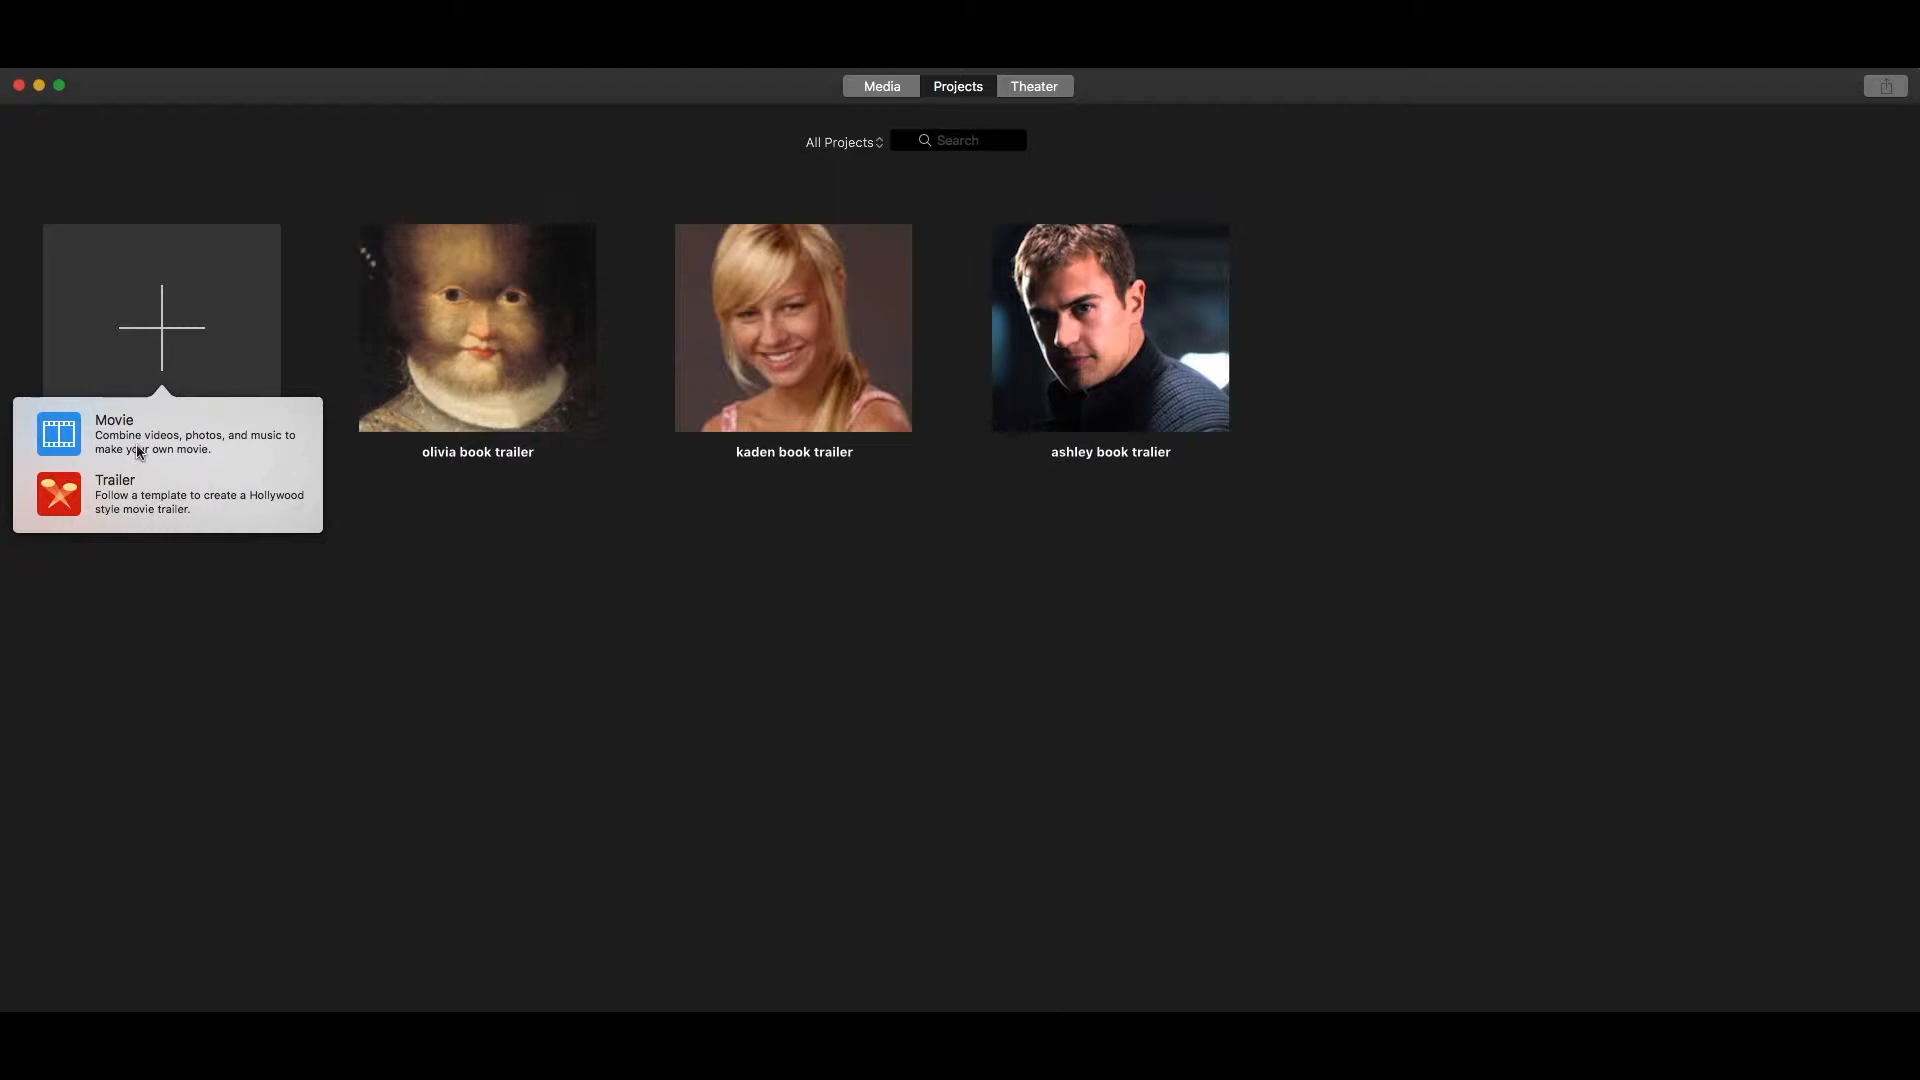 Media
Projects
Theater
All Projects
Search
olivia book trailer
kaden book trailer
ashley book tralier
Movie
Combine videos, photos, and music to
make your own movie.
Trailer
Follow a template to create a Hollywood
style movie trailer.